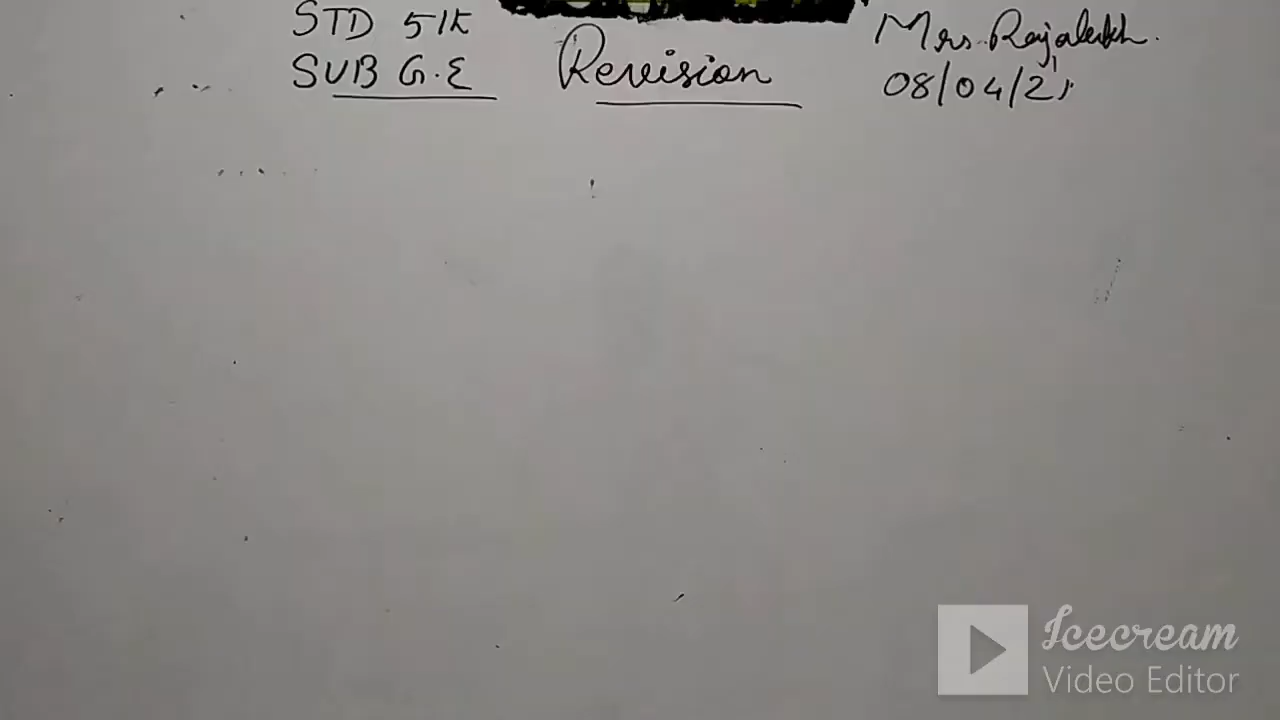 STD 5th
SUB G.E
Revision
Mrs. Rajalekh.
08/04/21
Icecream
Video Editor